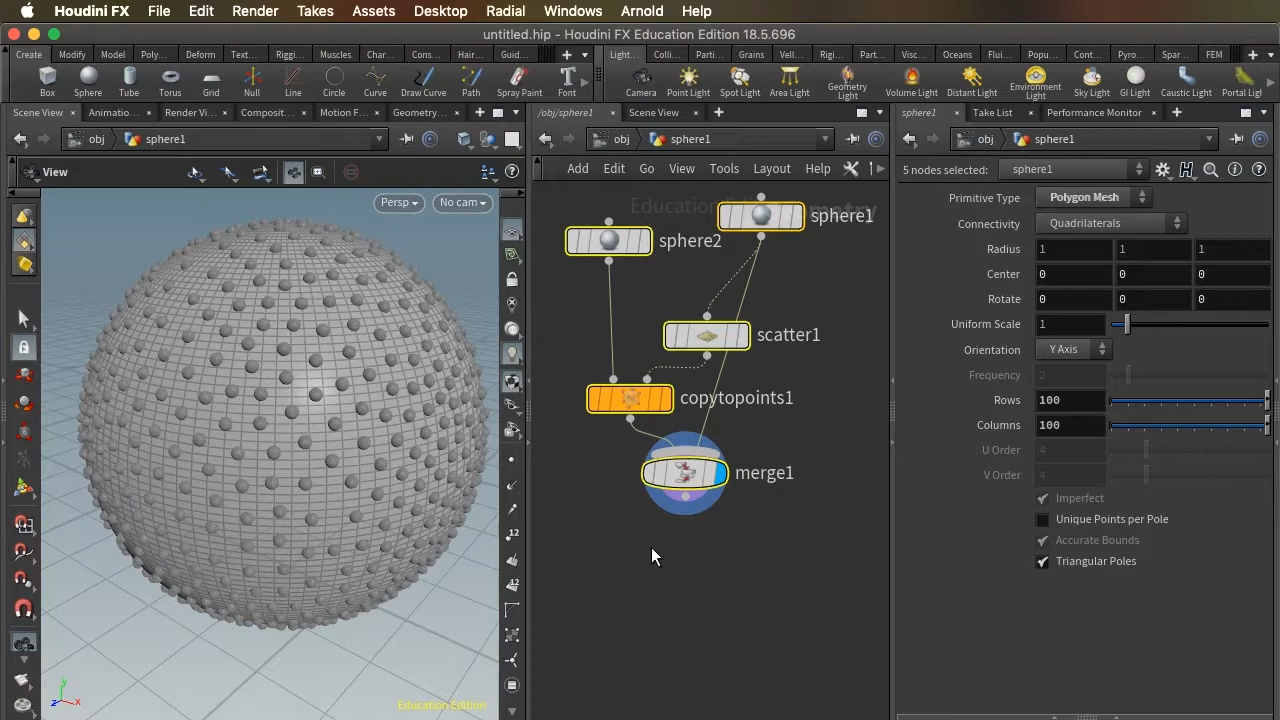 Houdini FX File Edit Render Takes Assets Desktop Radial Windows Arnold Help
untitled.hip - Houdini FX Education Edition 18.5.696
Create Modify Model Poly... Deform Text... Riggi... Muscles Char... Cons... Hair... Guid... Light... Colli... Parti... Grains Vell... Rigi... Part... Visc... Oceans Flui... Popu... Cont... Pyro... Spar... FEM
Box Sphere Tube Torus Grid Null Line Circle Curve Draw Curve Path Spray Paint Font Camera Point Light Spot Light Area Light Geometry Light Volume Light Distant Light Environment Light Sky Light GI Light Caustic Light Portal Lig
Scene View Animatio... Render Vi... Composit... Motion F... Geometry... /obj/sphere1 Scene View sphere1 Take List Performance Monitor
obj sphere1 obj sphere1 obj sphere1
View
Add Edit Go View Tools Layout Help
5 nodes selected: sphere1
Persp No cam
sphere1
sphere2
scatter1
copytopoints1
merge1
Education Edition
Primitive Type Polygon Mesh
Connectivity Quadrilaterals
Radius 1 1 1
Center 0 0 0
Rotate 0 0 0
Uniform Scale 1
Orientation Y Axis
Frequency 2
Rows 100
Columns 100
U Order 4
V Order 4
Imperfect
Unique Points per Pole
Accurate Bounds
Triangular Poles
12
12
y
z x